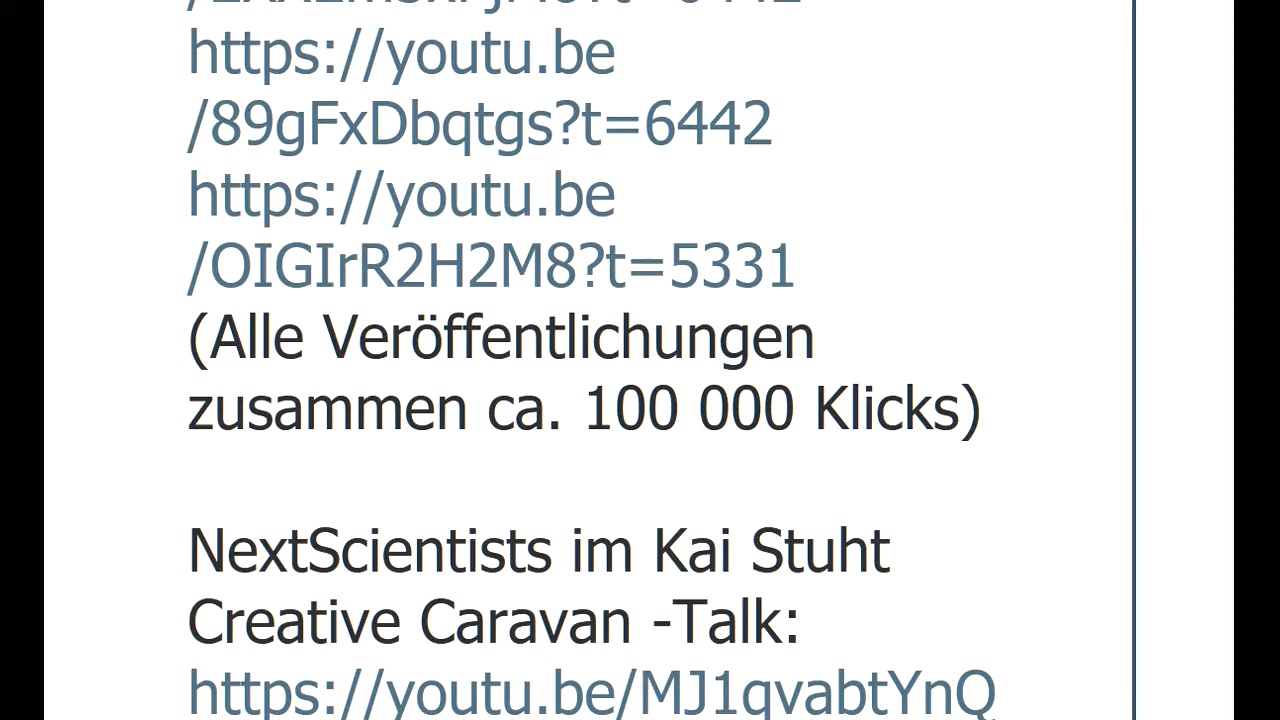 https://youtu.be
/89gFxDbqtgs?t=6442
https://youtu.be
/OIGIrR2H2M8?t=5331
(Alle Veröffentlichungen
zusammen ca. 100 000 Klicks)
NextScientists im Kai Stuht
Creative Caravan -Talk:
https://youtu.be/MJ1qvabtYnQ